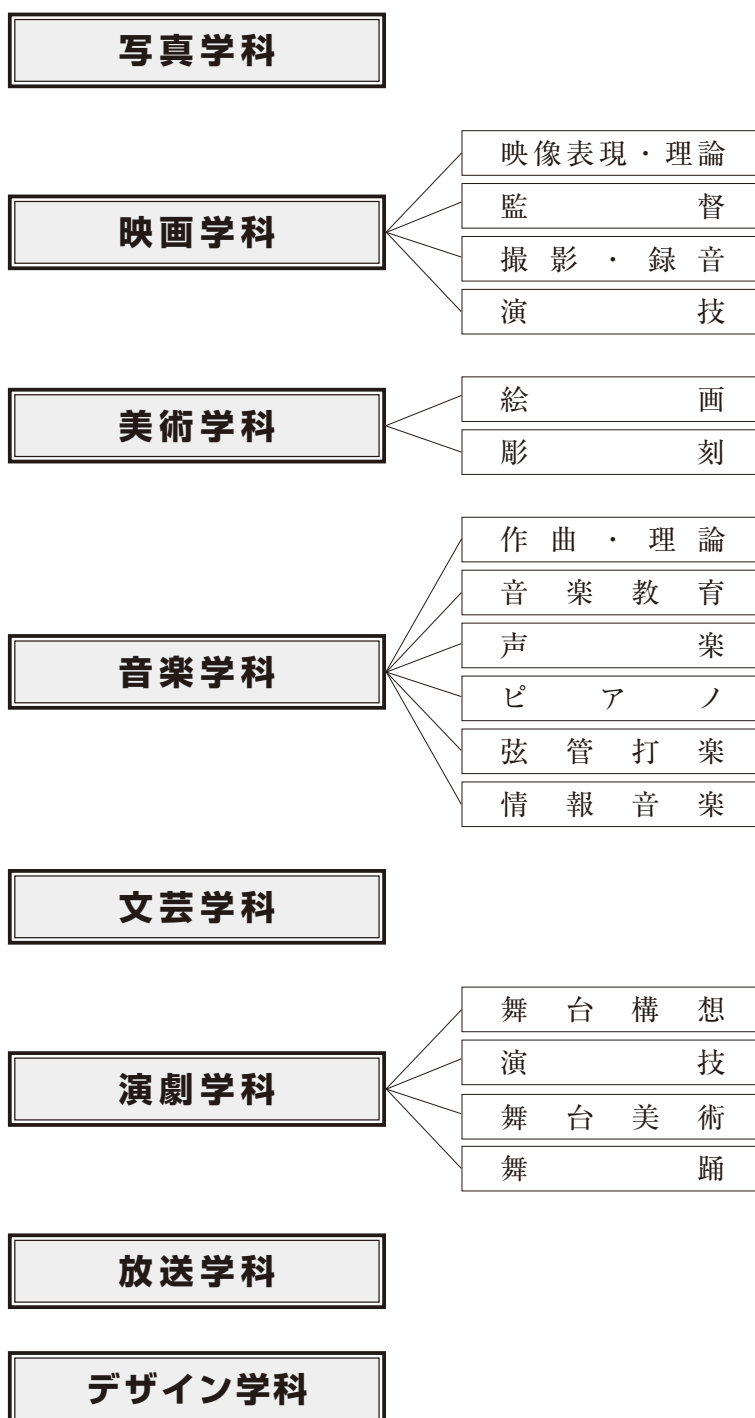 写真学科
映画学科
映像表現・理論
監督
撮影・録音
演技
美術学科
絵画
彫刻
音楽学科
作曲・理論
音楽教育
声楽
ピアノ
弦管打楽
情報音楽
文芸学科
演劇学科
舞台構想
演技
舞台美術
舞踊
放送学科
デザイン学科